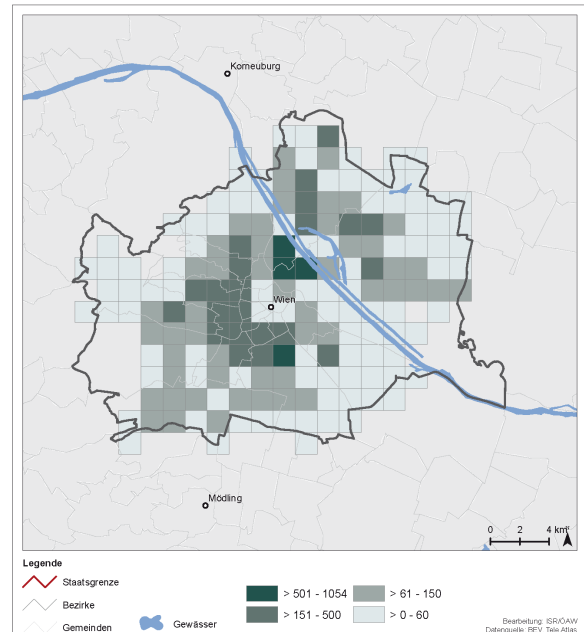 Korneuburg
Wien
Mödling
0 2 4 km
Legende
Staatsgrenze
Bezirke
Gemeinden
Gewässer
> 501 - 1054
> 151 - 500
> 61 - 150
> 0 - 60
Bearbeitung: ISR/ÖAW
Datenquelle: BEV, Tele Atlas